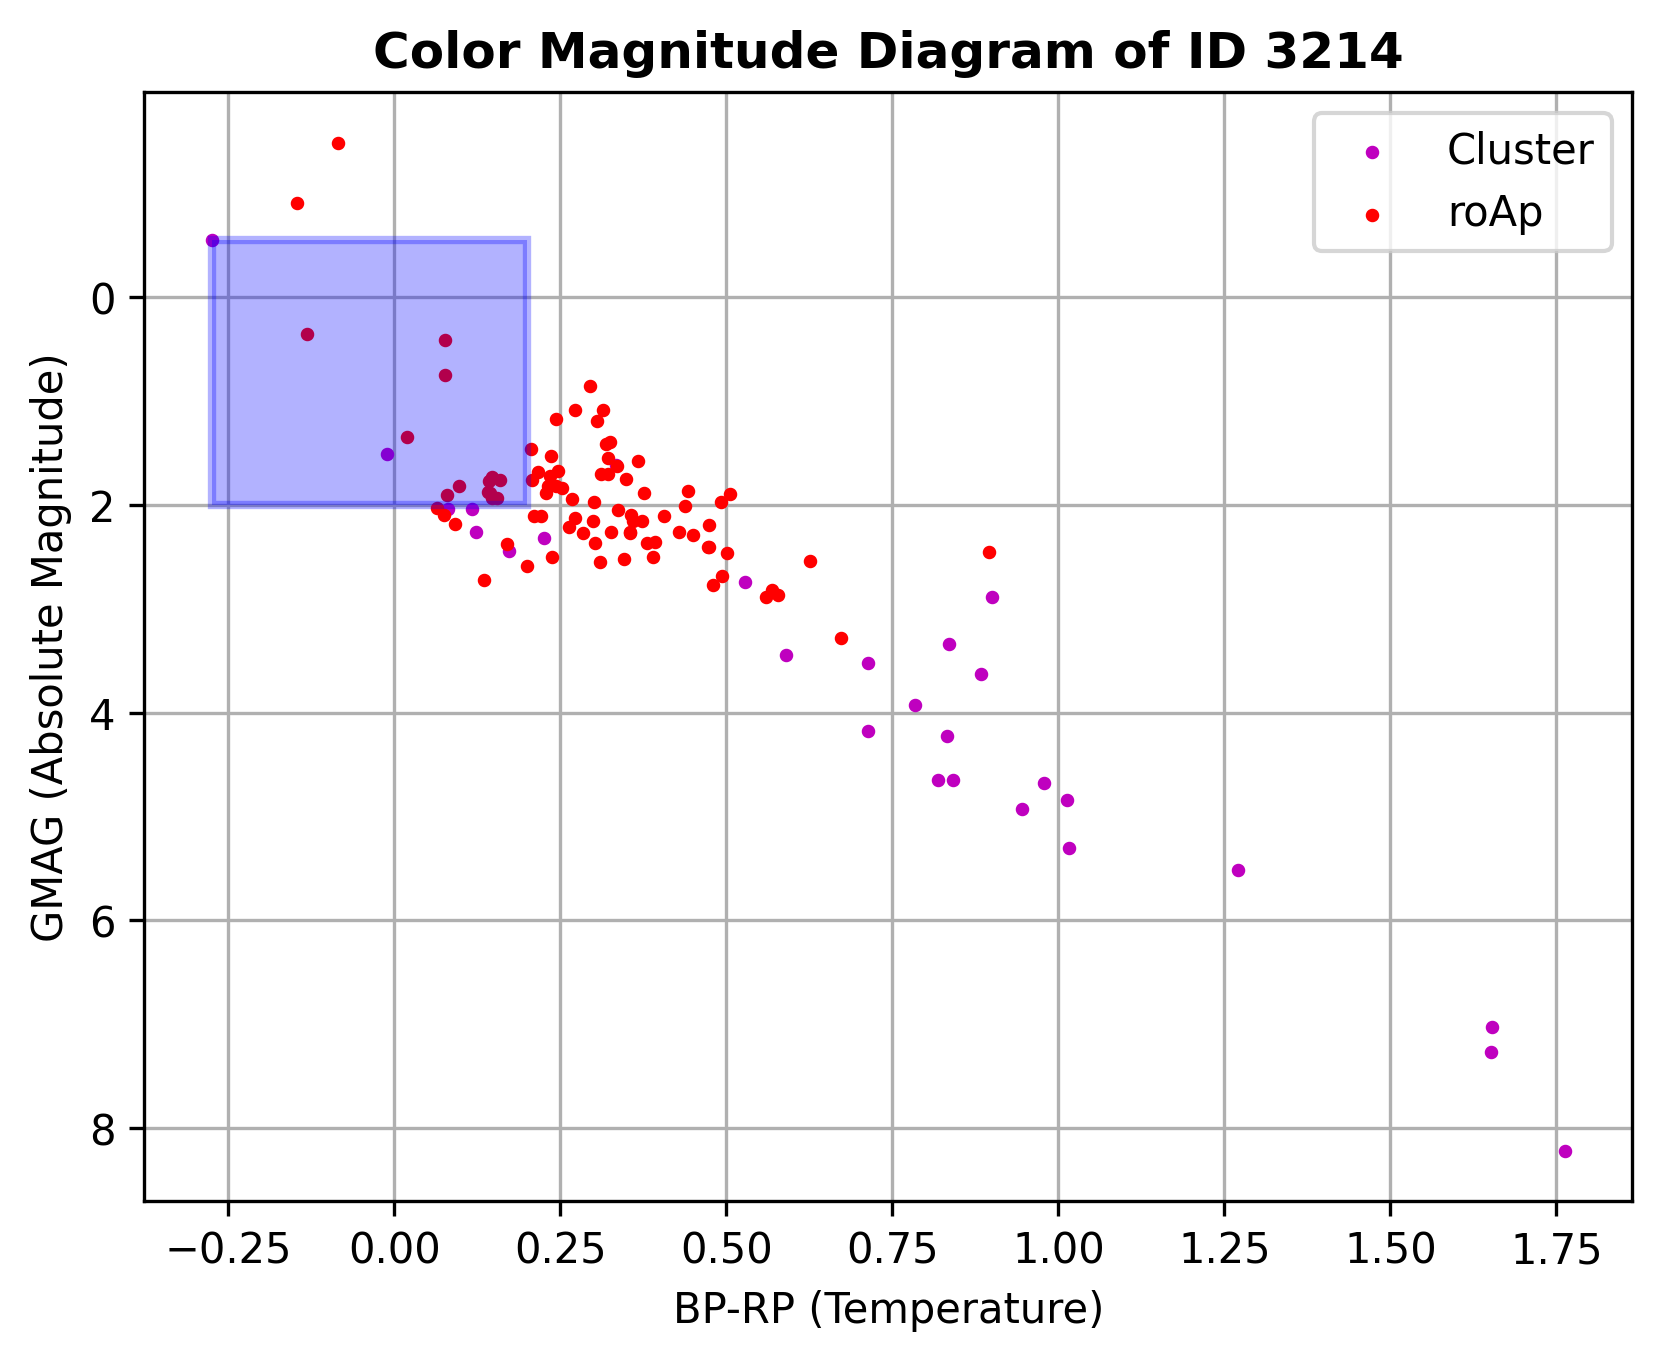 Color Magnitude Diagram of ID 3214
Cluster
roAp
GMAG (Absolute Magnitude)
0
2
4
6
8
−0.25 0.00 0.25 0.50 0.75 1.00 1.25 1.50 1.75
BP-RP (Temperature)